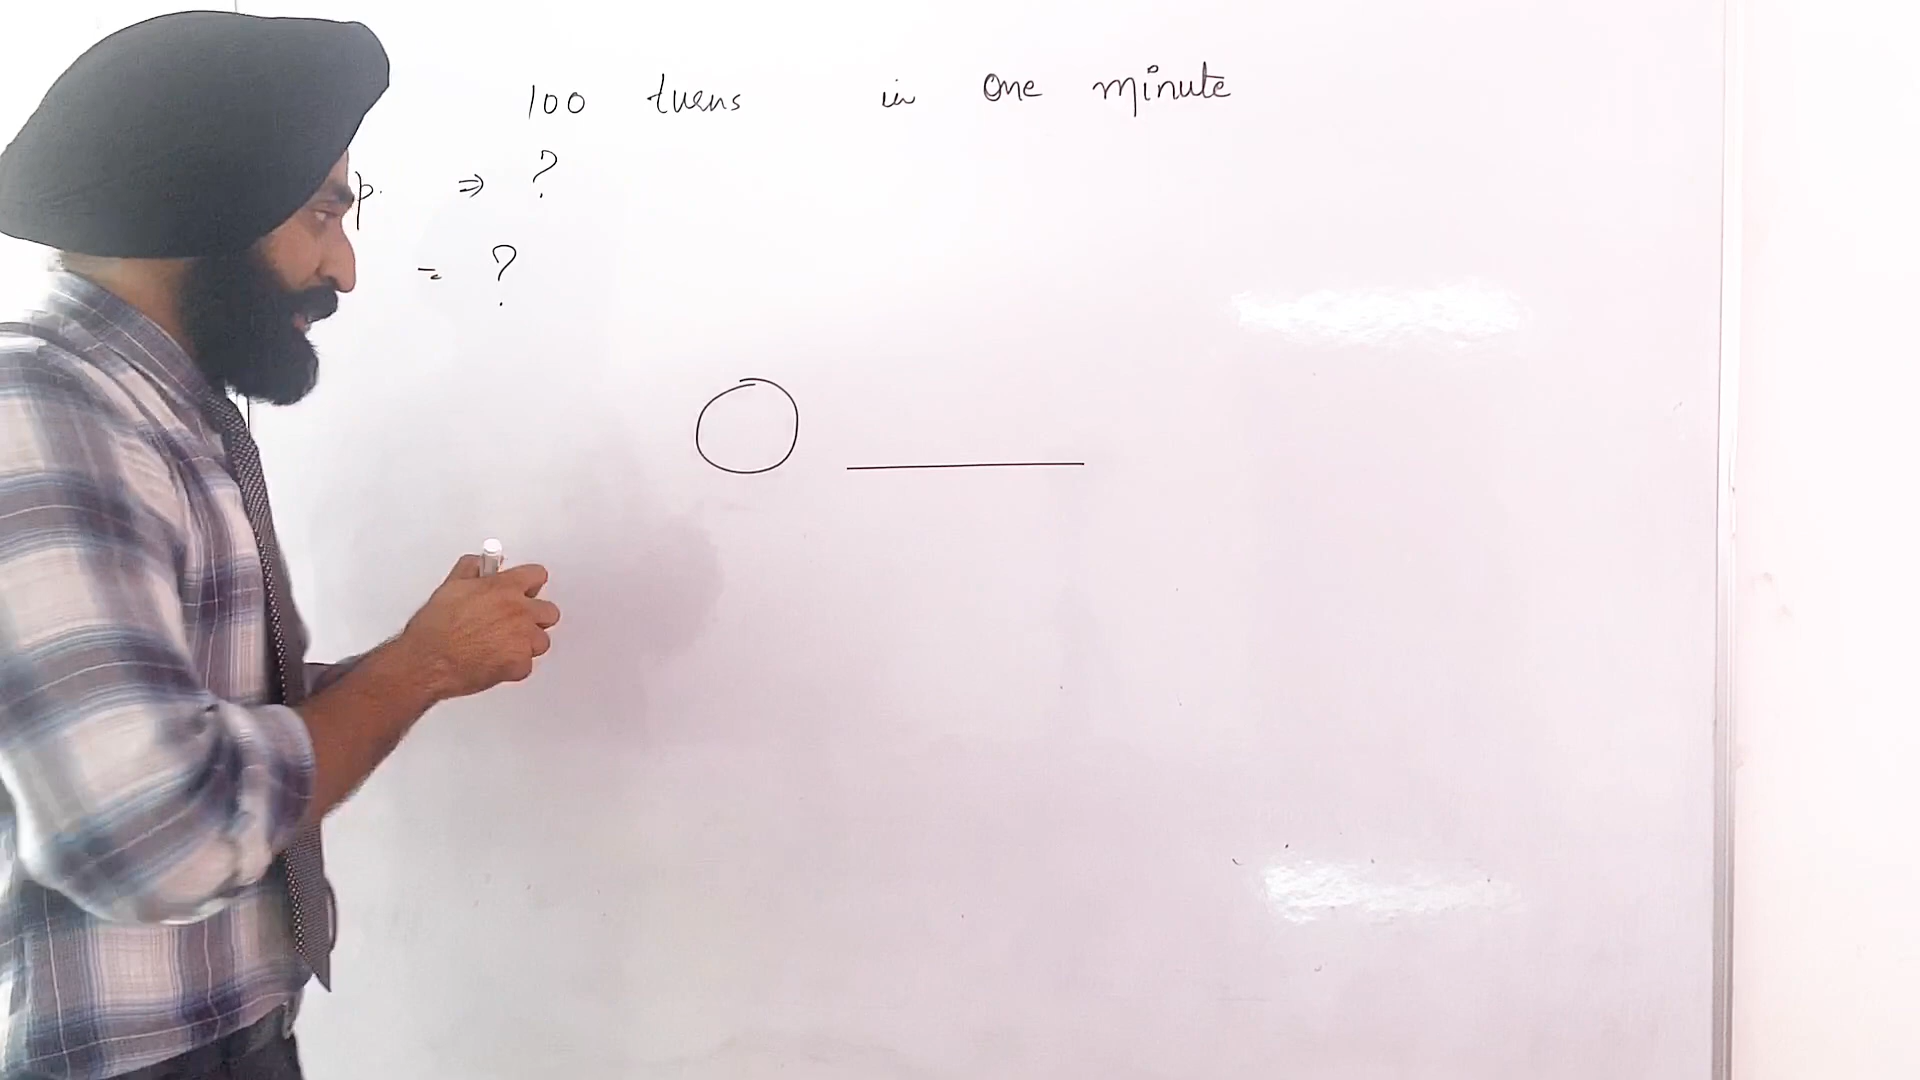 100 turns in one minute
p. ⇒ ?
= ?